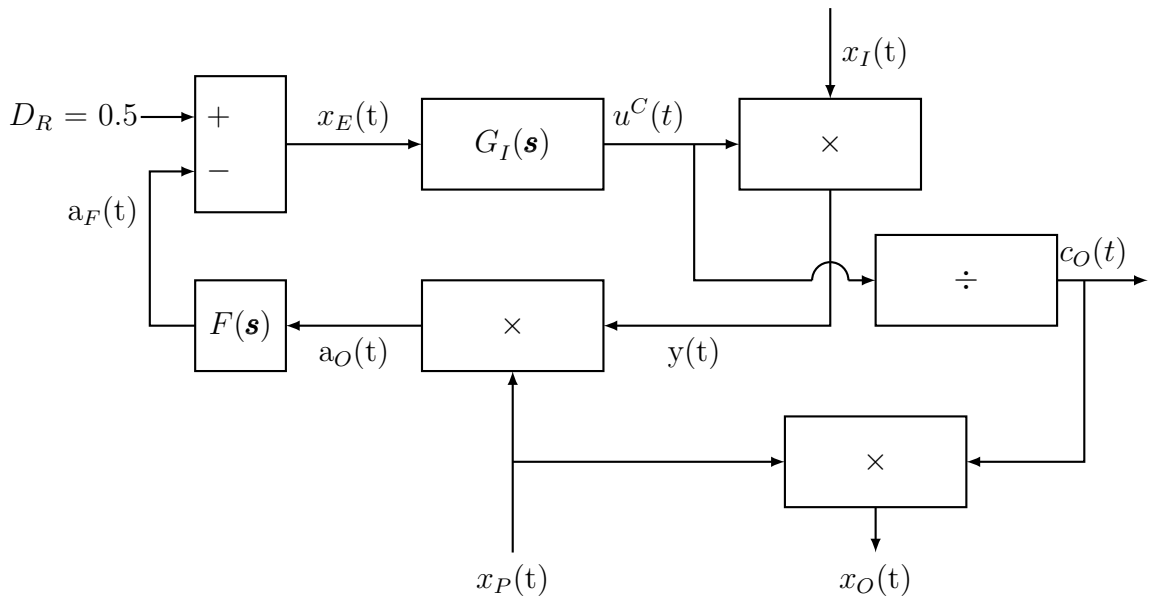 x_I(t)
D_R = 0.5
+
x_E(t)
G_I(s)
u^C(t)
×
−
a_F(t)
c_O(t)
÷
F(s)
a_O(t)
×
y(t)
×
x_P(t)
x_O(t)